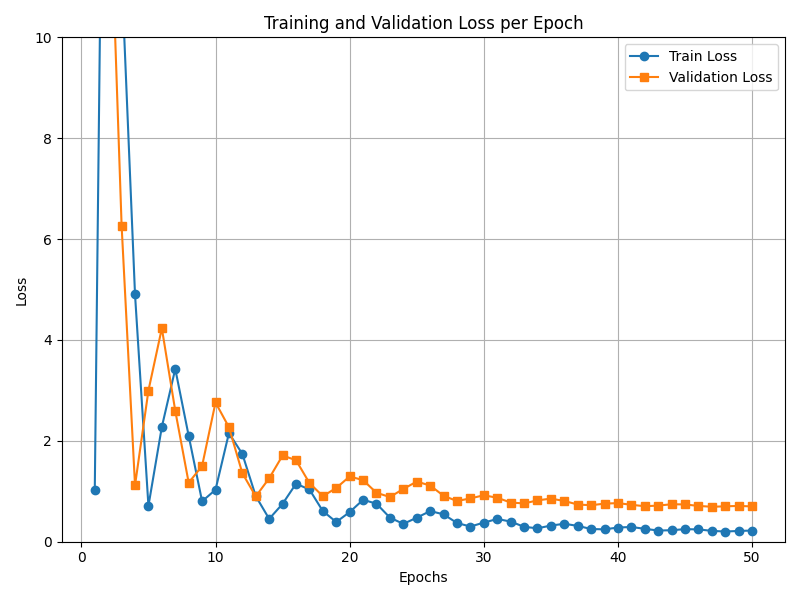 Training and Validation Loss per Epoch
Train Loss
Validation Loss
Loss
10
8
6
4
2
0
0 10 20 30 40 50
Epochs